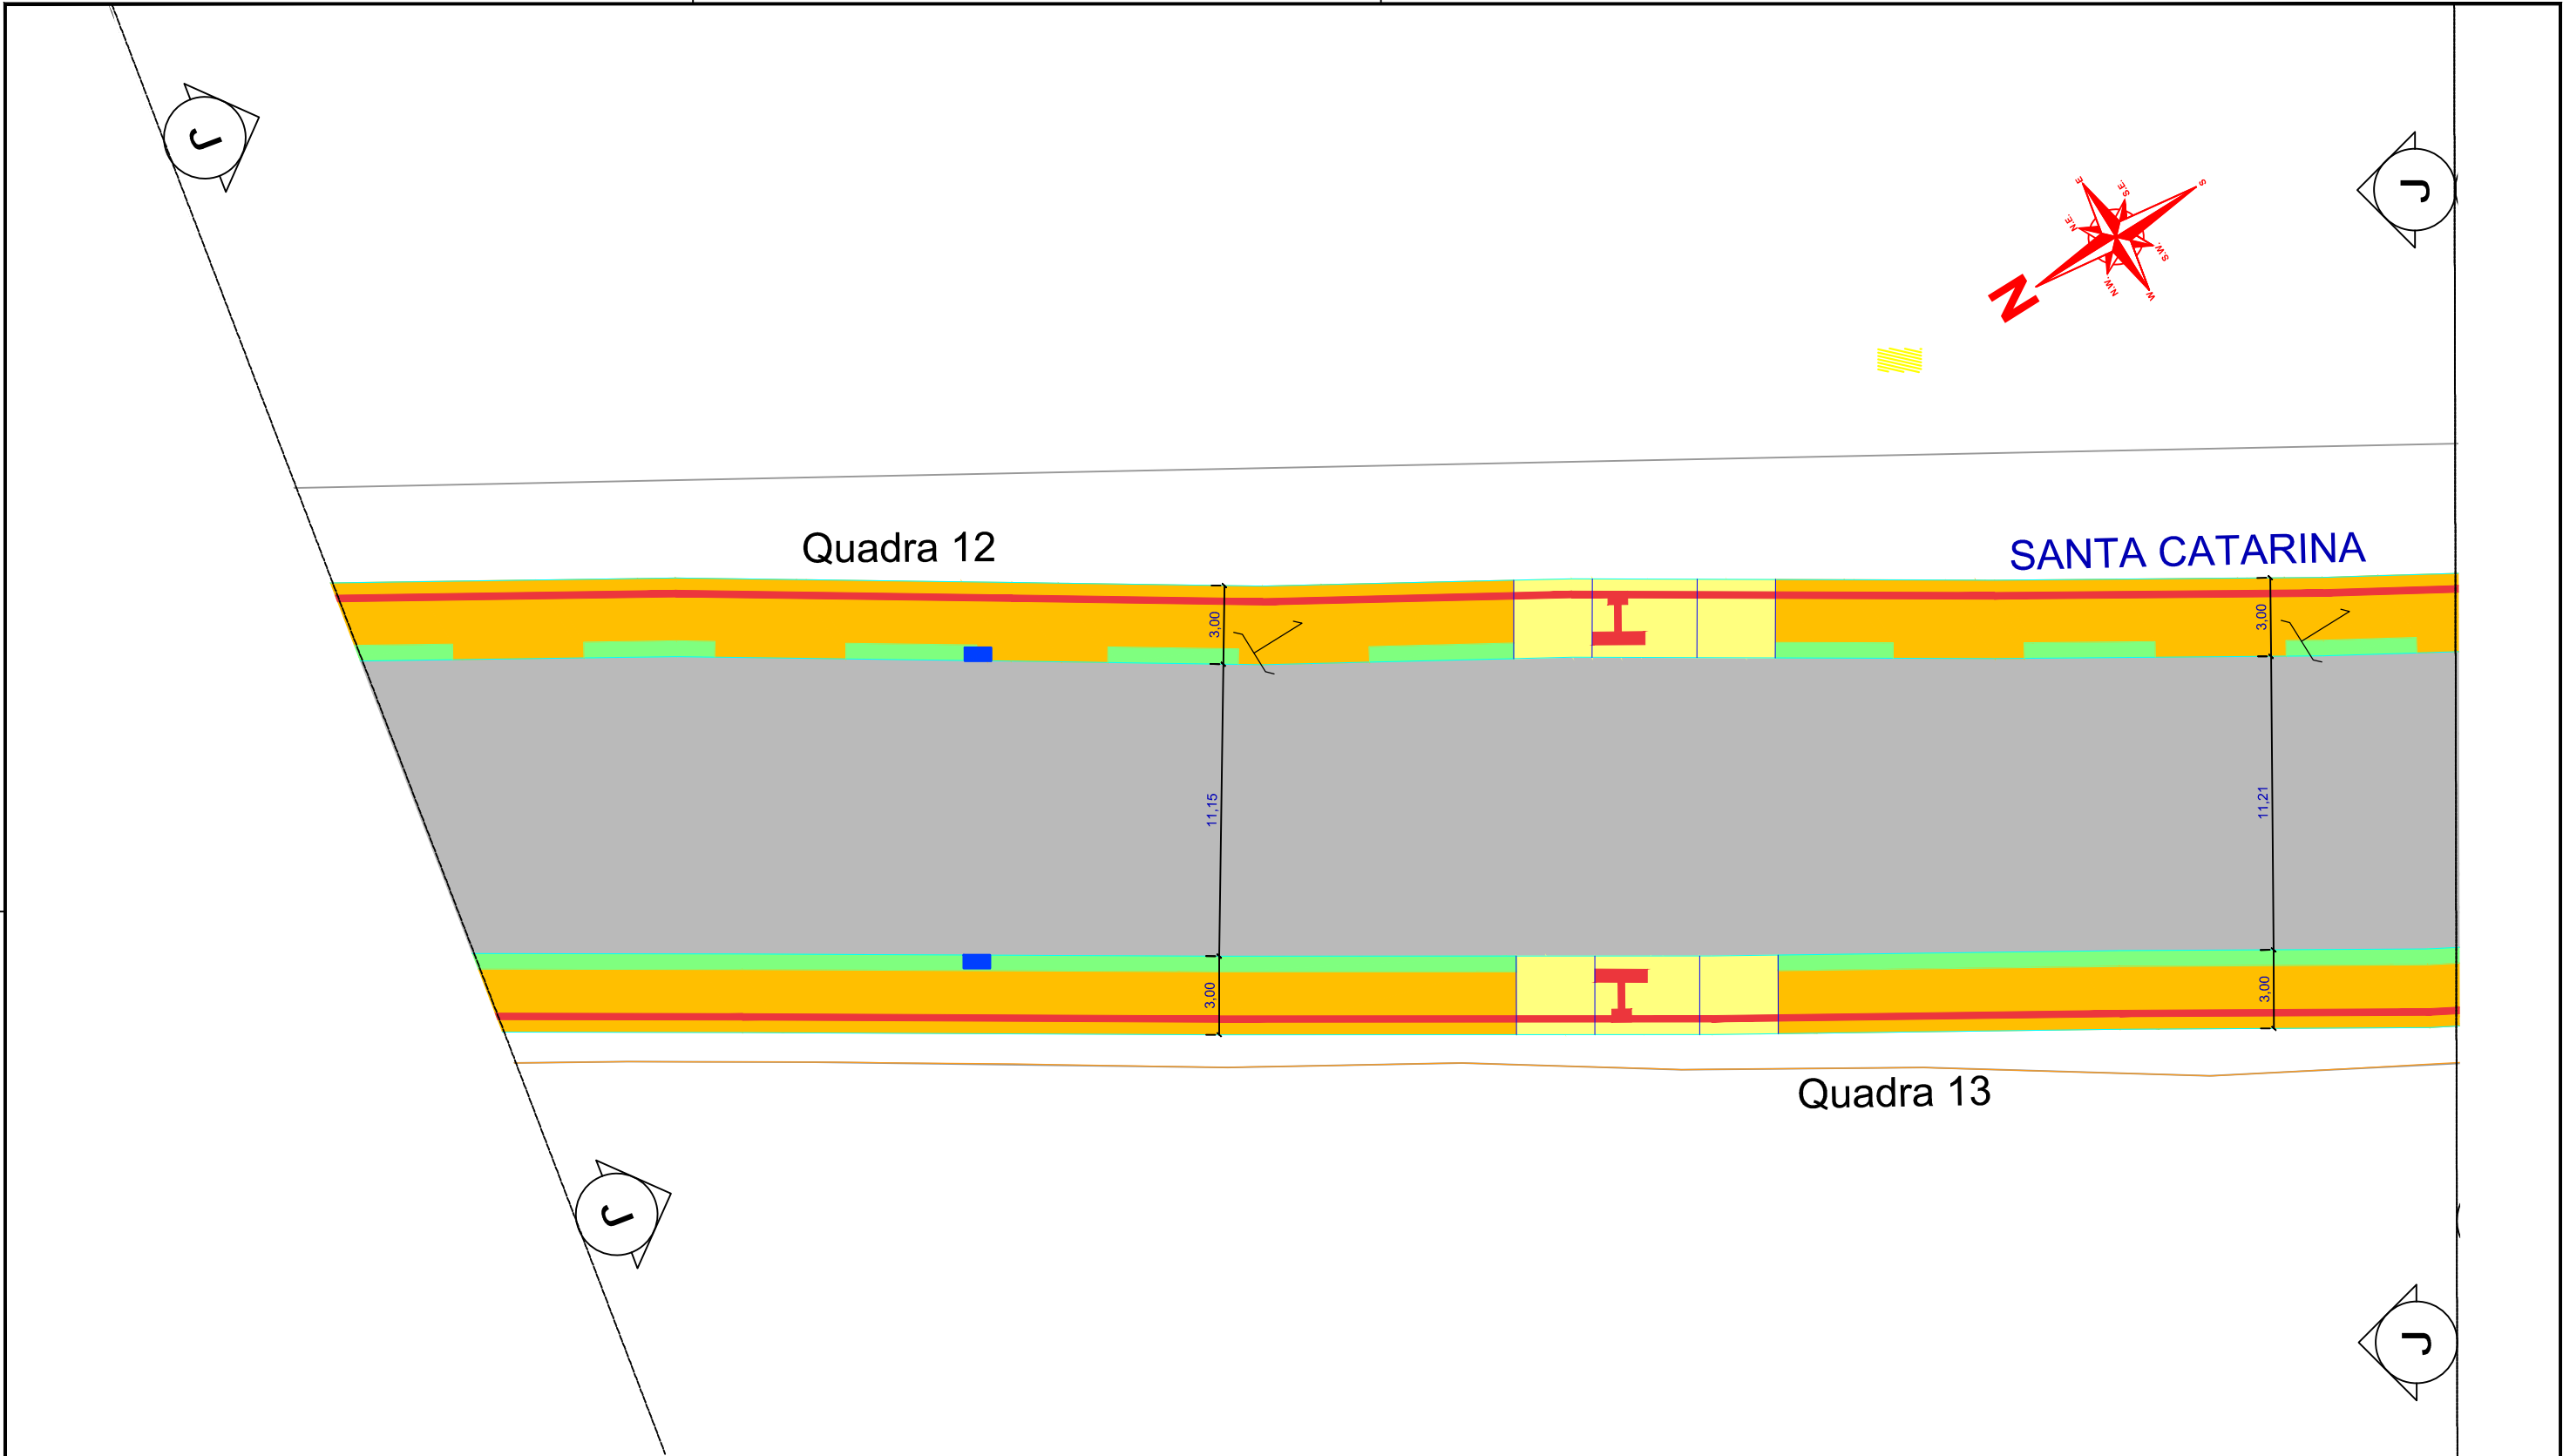 J
J
E
S.E.
S
N.E.
S.W.
N
N.W.
W
Quadra 12
SANTA CATARINA
3,00
3,00
11,15
11,21
3,00
3,00
Quadra 13
J
J